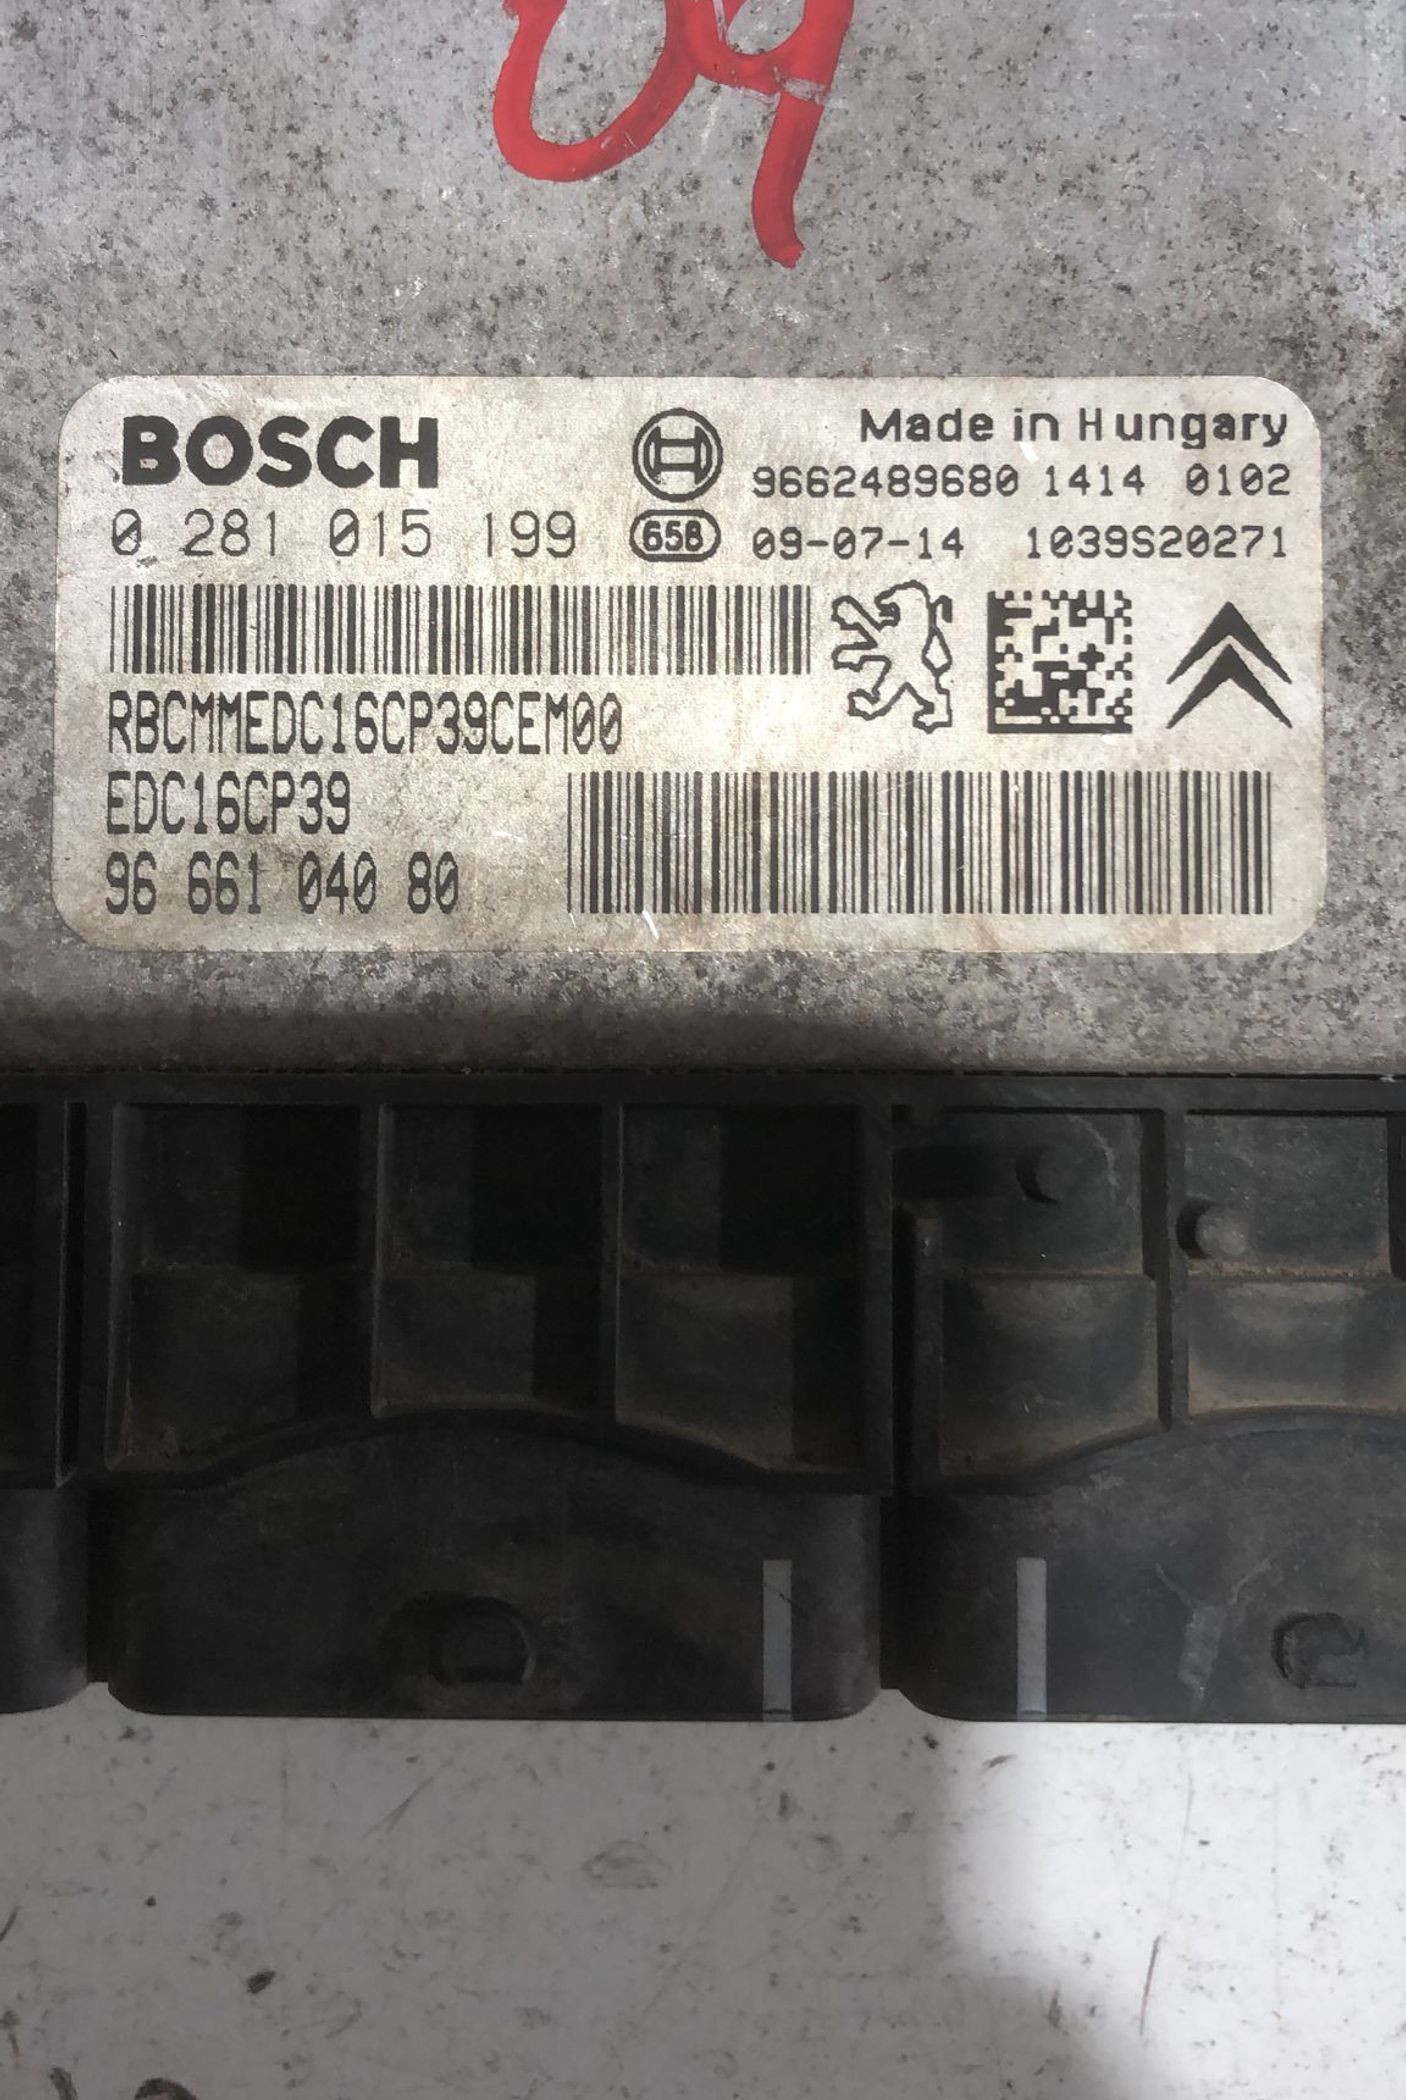 09
BOSCH
Made in Hungary
9662489680 1414 0102
0 281 015 199
658
09-07-14 1039S20271
RBCMMEDC16CP39CEM00
EDC16CP39
96 661 040 80